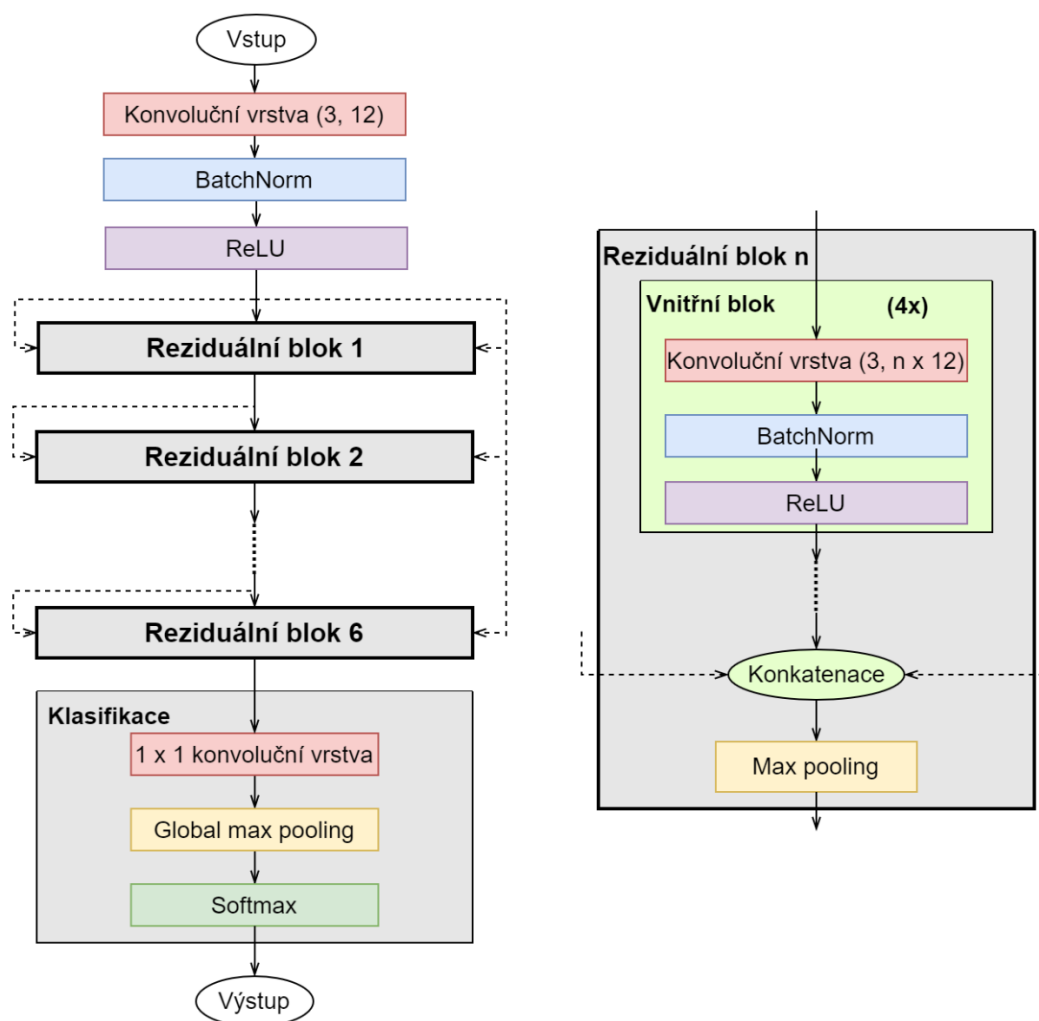 Vstup
Konvoluční vrstva (3, 12)
BatchNorm
ReLU
Reziduální blok 1
Reziduální blok 2
Reziduální blok 6
Klasifikace
1 x 1 konvoluční vrstva
Global max pooling
Softmax
Výstup
Reziduální blok n
Vnitřní blok (4x)
Konvoluční vrstva (3, n x 12)
BatchNorm
ReLU
Konkatenace
Max pooling